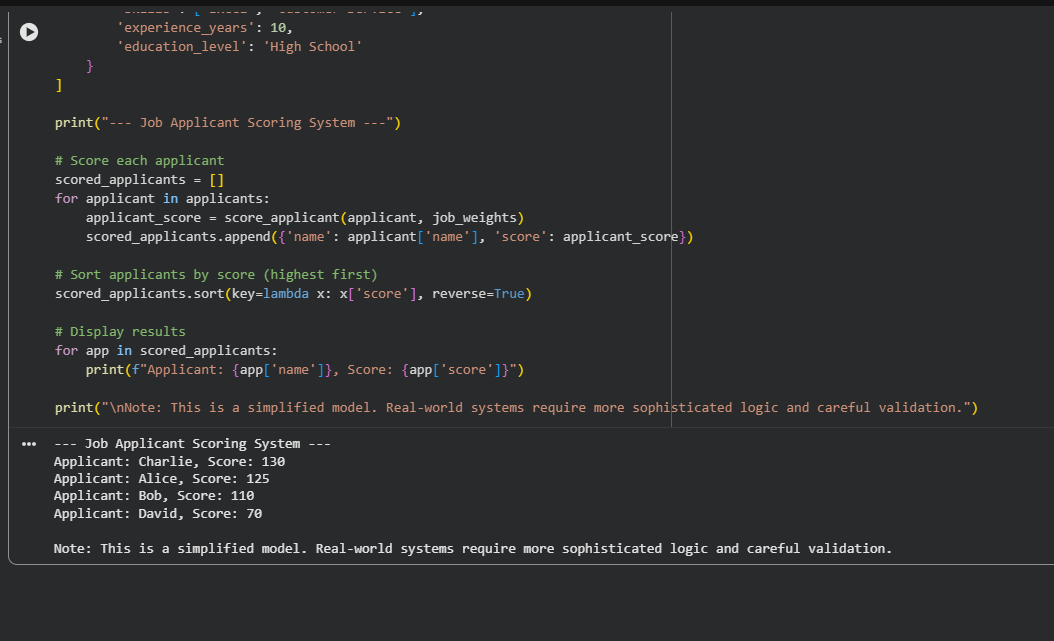 'experience_years': 10,
'education_level': 'High School'
}
]
print("--- Job Applicant Scoring System ---")
# Score each applicant
scored_applicants = []
for applicant in applicants:
applicant_score = score_applicant(applicant, job_weights)
scored_applicants.append({'name': applicant['name'], 'score': applicant_score})
# Sort applicants by score (highest first)
scored_applicants.sort(key=lambda x: x['score'], reverse=True)
# Display results
for app in scored_applicants:
print(f"Applicant: {app['name']}, Score: {app['score']}")
print("\nNote: This is a simplified model. Real-world systems require more sophisticated logic and careful validation.")
--- Job Applicant Scoring System ---
Applicant: Charlie, Score: 130
Applicant: Alice, Score: 125
Applicant: Bob, Score: 110
Applicant: David, Score: 70
Note: This is a simplified model. Real-world systems require more sophisticated logic and careful validation.